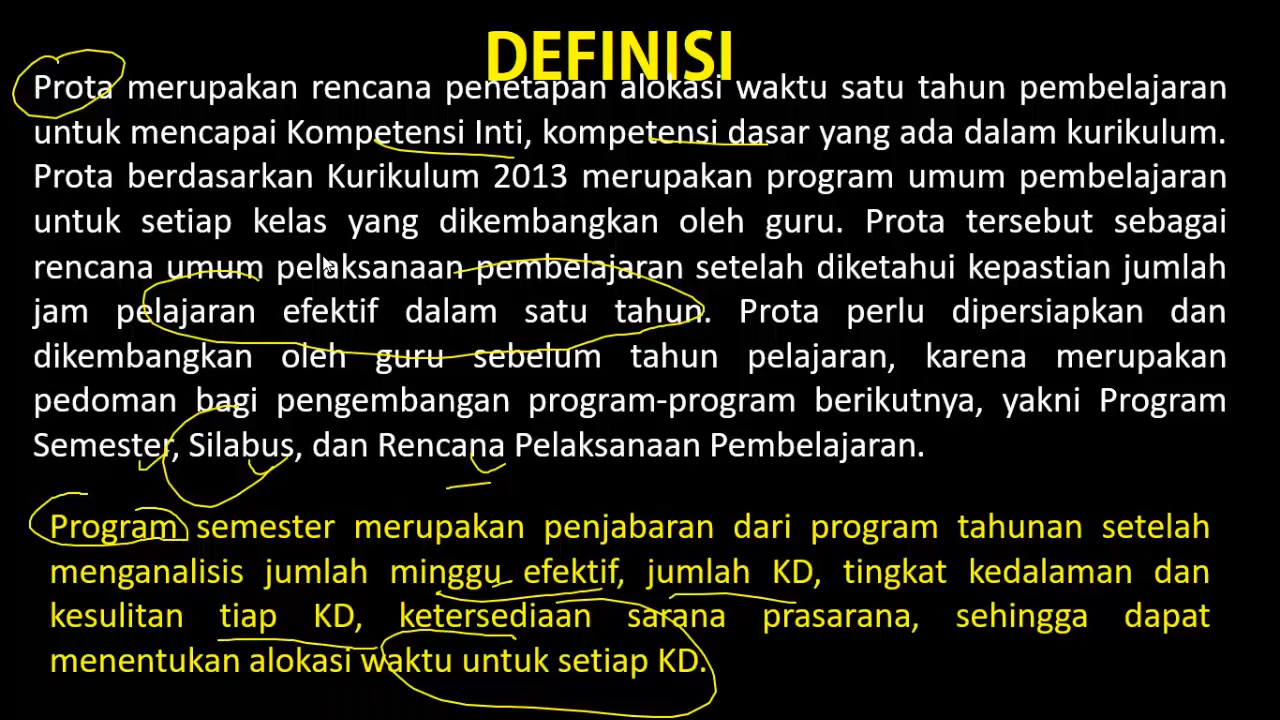 DEFINISI
Prota merupakan rencana penetapan alokasi waktu satu tahun pembelajaran
untuk mencapai Kompetensi Inti, kompetensi dasar yang ada dalam kurikulum.
Prota berdasarkan Kurikulum 2013 merupakan program umum pembelajaran
untuk setiap kelas yang dikembangkan oleh guru. Prota tersebut sebagai
rencana umum pelaksanaan pembelajaran setelah diketahui kepastian jumlah
jam pelajaran efektif dalam satu tahun. Prota perlu dipersiapkan dan
dikembangkan oleh guru sebelum tahun pelajaran, karena merupakan
pedoman bagi pengembangan program-program berikutnya, yakni Program
Semester, Silabus, dan Rencana Pelaksanaan Pembelajaran.
Program semester merupakan penjabaran dari program tahunan setelah
menganalisis jumlah minggu efektif, jumlah KD, tingkat kedalaman dan
kesulitan tiap KD, ketersediaan sarana prasarana, sehingga dapat
menentukan alokasi waktu untuk setiap KD.